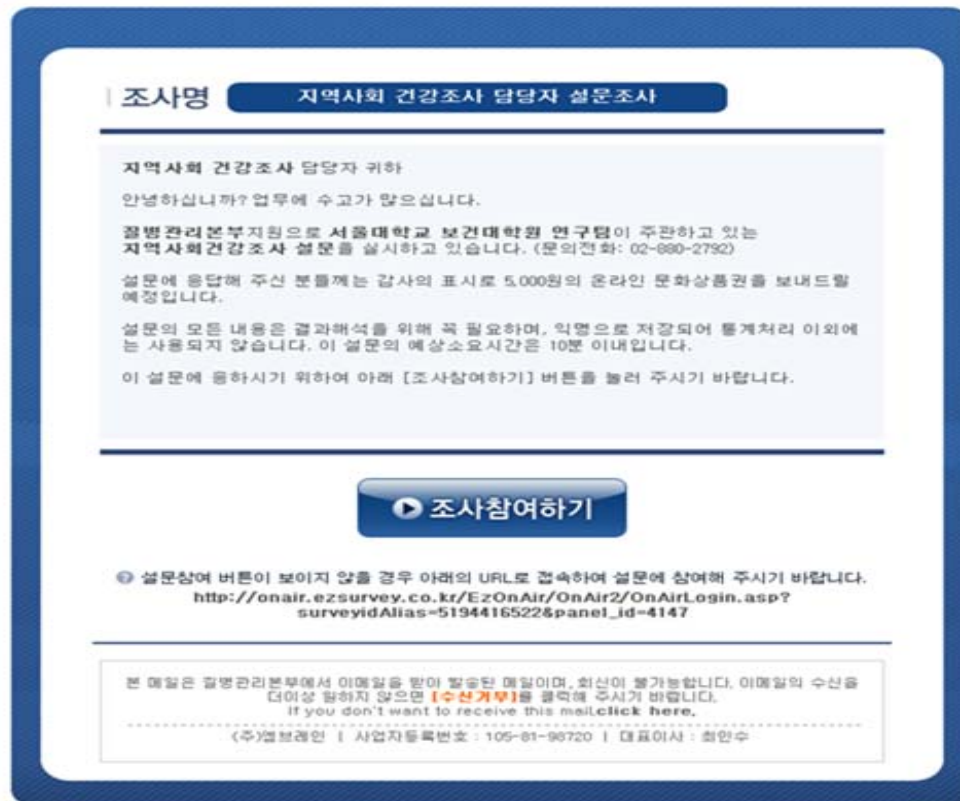 조사명 지역사회 건강조사 담당자 설문조사
지역사회 건강조사 담당자 귀하
안녕하십니까? 업무에 수고가 많으십니다.
질병관리본부지원으로 서울대학교 보건대학원 연구팀이 주관하고 있는
지역사회건강조사 설문을 실시하고 있습니다. (문의전화: 02-880-2792)
설문에 응답해 주신 분들께는 감사의 표시로 5,000원의 온라인 문화상품권을 보내드릴
예정입니다.
설문의 모든 내용은 결과해석을 위해 꼭 필요하며, 익명으로 저장되어 통계처리 이외에
는 사용되지 않습니다. 이 설문의 예상소요시간은 10분 이내입니다.
이 설문에 응하시기 위하여 아래 [조사참여하기] 버튼을 눌러 주시기 바랍니다.
조사참여하기
설문참여 버튼이 보이지 않을 경우 아래의 URL로 접속하여 설문에 참여해 주시기 바랍니다.
http://onair.ezsurvey.co.kr/EzOnAir/OnAir2/OnAirLogin.asp?
surveyidAlias=5194416522&panel_id=4147
본 메일은 질병관리본부에서 이메일을 받아 발송된 메일이며, 회신이 불가능합니다. 이메일의 수신을
더이상 원하지 않으면 [수신거부]를 클릭해 주시기 바랍니다.
If you don't want to receive this mail.click here.
(주)엠브레인 | 사업자등록번호 : 105-81-98720 | 대표이사 : 최인수